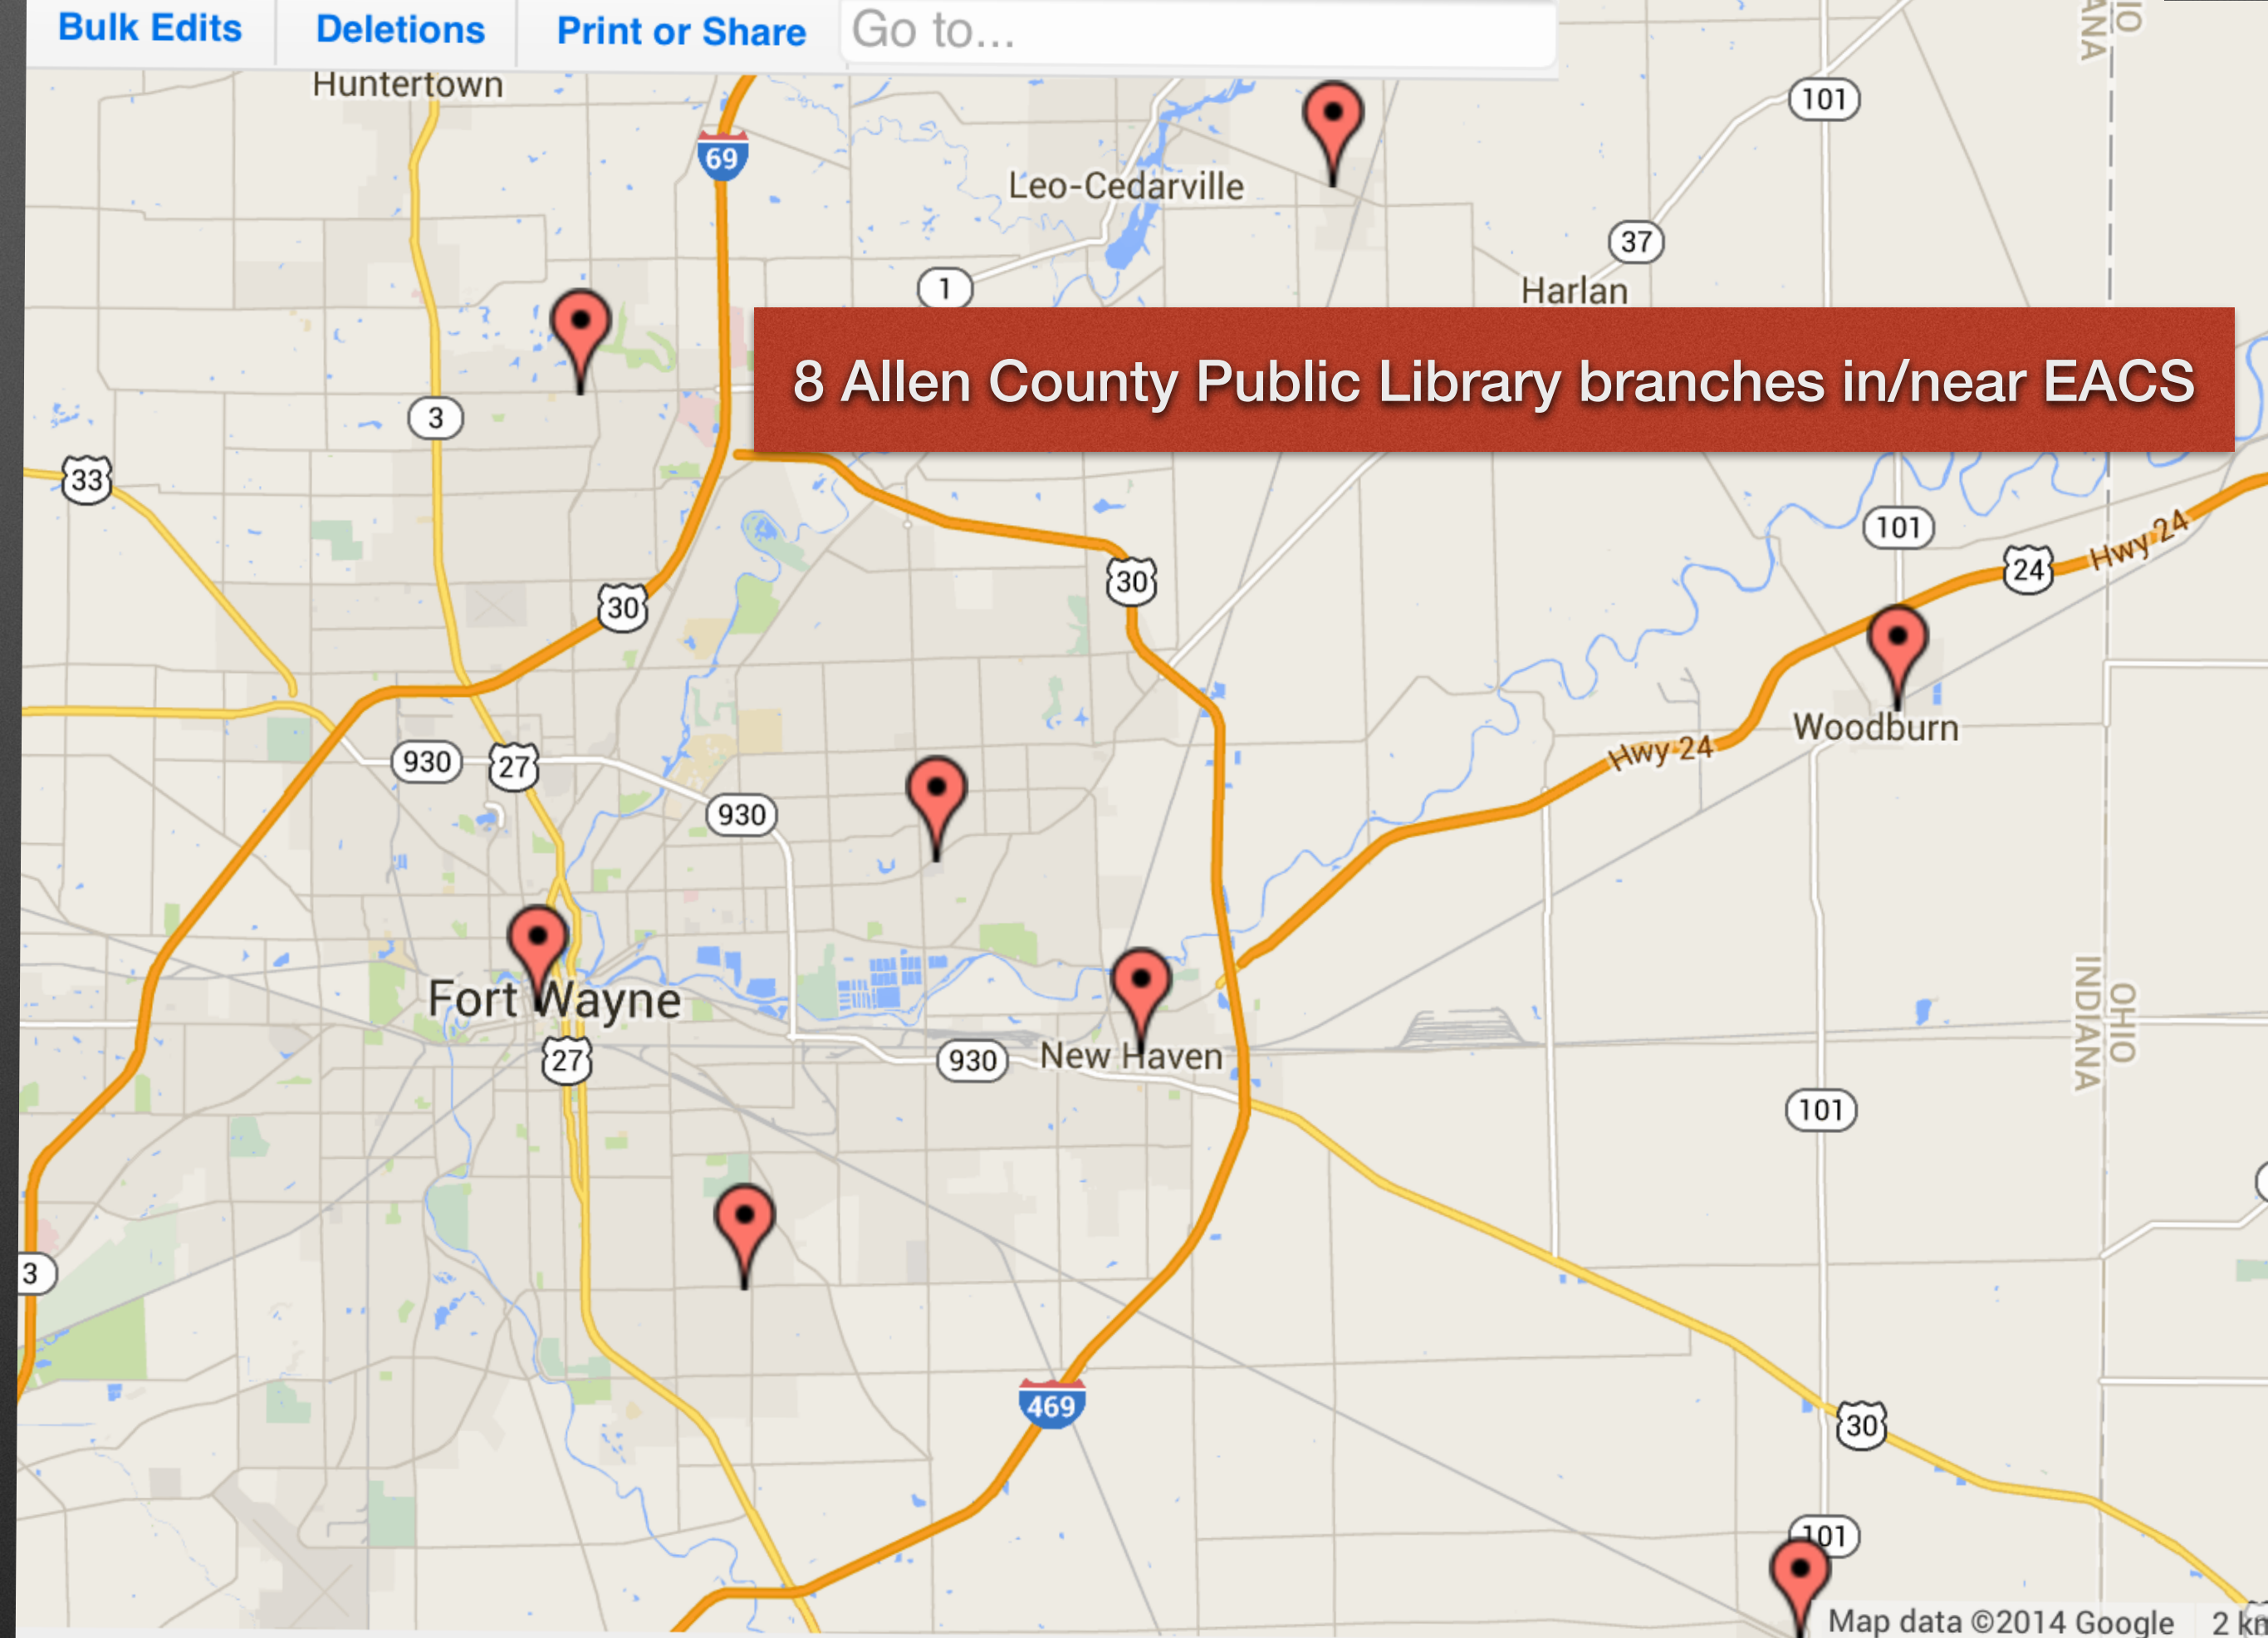 Bulk Edits Deletions Print or Share Go to...
Huntertown
69
101
Leo-Cedarville
37
1
Harlan
8 Allen County Public Library branches in/near EACS
3
33
101
Hwy 24
24
30
30
Woodburn
Hwy 24
930
27
930
Fort Wayne
New Haven
930
27
OHIO
INDIANA
101
3
469
30
101
Map data ©2014 Google